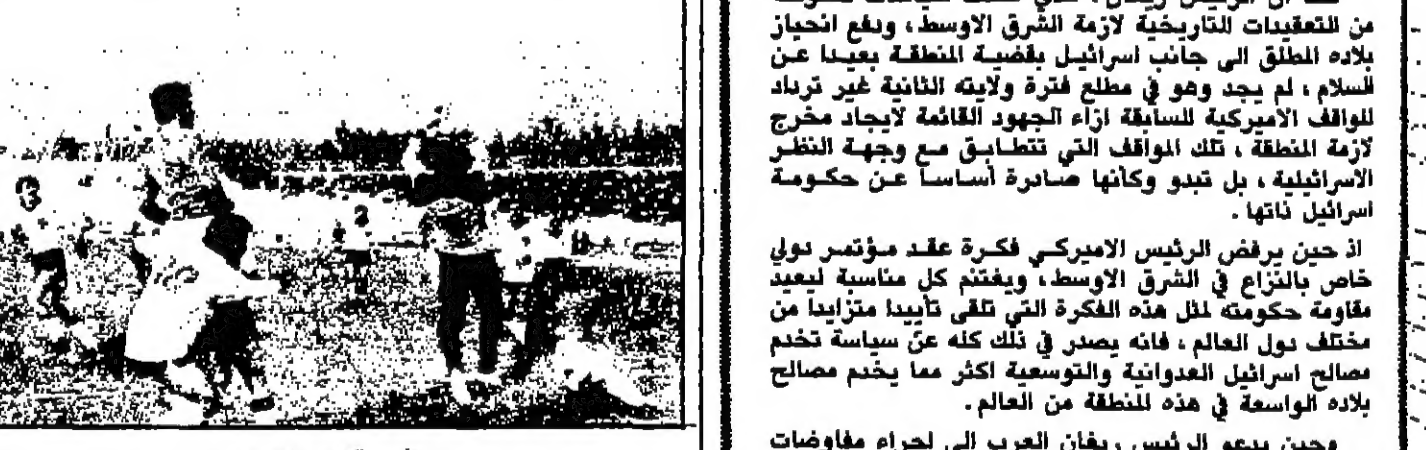 من التعقيدات التاريخية لازمة الشرق الاوسط، ودفع انحياز
بلاده المطلق الى جانب اسرائيل بقضية المنطقة بعيدا عن
السلام، لم يجد وهو في مطلع فترة ولايته الثانية غير ترداد
المواقف الاميركية السابقة ازاء الجهود القائمة لايجاد مخرج
لازمة المنطقة، تلك المواقف التي تتطابق مع وجهة النظر
الاسرائيلية، بل تبدو وكأنها صادرة أساسا عن حكومة
اسرائيل ذاتها.
اذ حين يرفض الرئيس الاميركي فكرة عقد مؤتمر دولي
خاص بالنزاع في الشرق الاوسط، ويغتنم كل مناسبة ليعيد
مقاومة حكومته لمثل هذه الفكرة التي تلقى تأييدا متزايدا من
مختلف دول العالم، فانه يصدر في ذلك كله عن سياسة تخدم
مصالح اسرائيل العدوانية والتوسعية اكثر مما يخدم مصالح
بلاده الواسعة في هذه المنطقة من العالم.
وحين يدعو الرئيس ريغان العرب الى اجراء مفاوضات
3
2